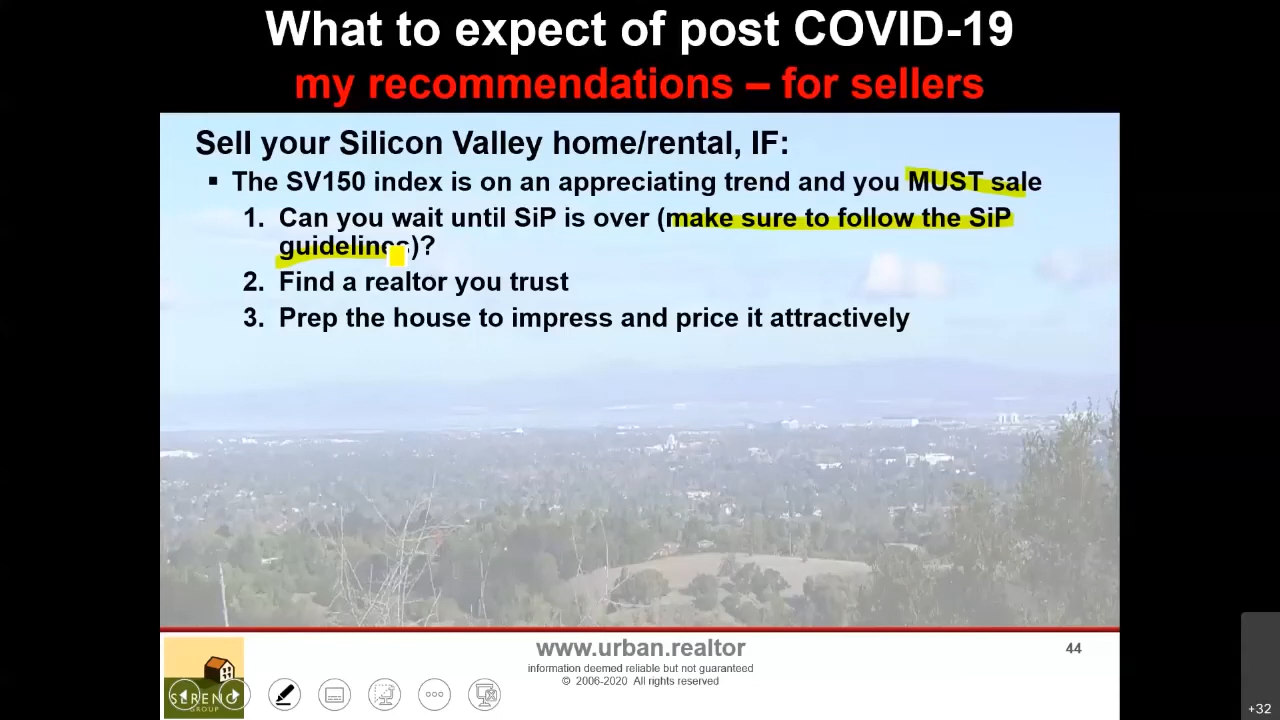 What to expect of post COVID-19
my recommendations – for sellers
Sell your Silicon Valley home/rental, IF:
▪ The SV150 index is on an appreciating trend and you MUST sale
1. Can you wait until SiP is over (make sure to follow the SiP
guidelines)?
2. Find a realtor you trust
3. Prep the house to impress and price it attractively
www.urban.realtor
44
information deemed reliable but not guaranteed
© 2006-2020 All rights reserved
SERENO
GROUP
+32